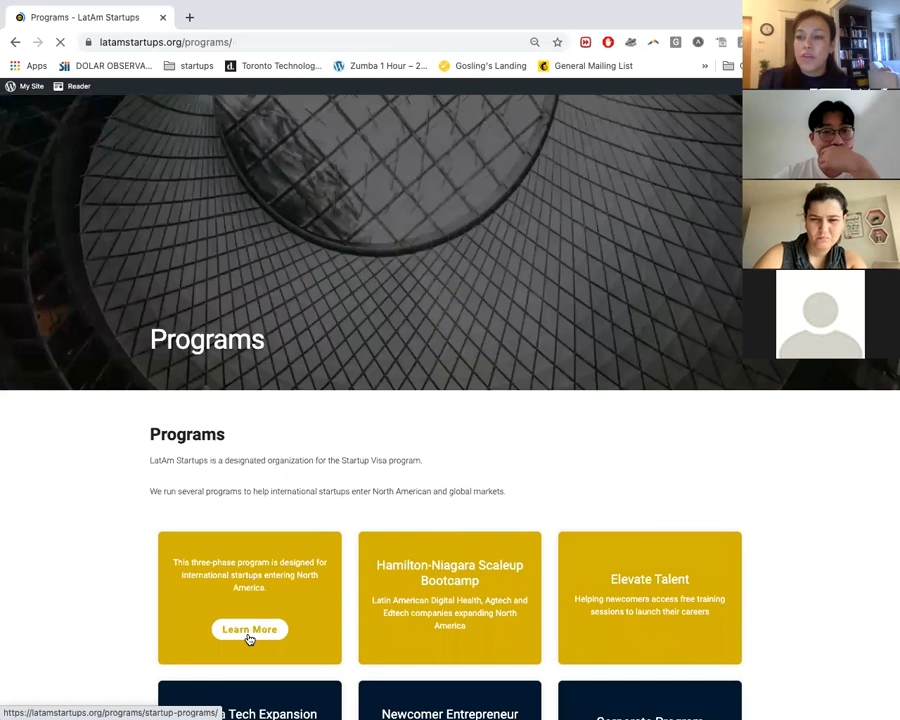 Programs - LatAm Startups
latamstartups.org/programs/
Apps
DOLAR OBSERVA...
startups
Toronto Technolog...
Zumba 1 Hour – 2...
Gosling's Landing
General Mailing List
»
My Site
Reader
Programs
Programs
LatAm Startups is a designated organization for the Startup Visa program.
We run several programs to help international startups enter North American and global markets.
This three-phase program is designed for
international startups entering North
America.
Learn More
Hamilton-Niagara Scaleup
Bootcamp
Latin American Digital Health, Agtech and
Edtech companies expanding North
America
Elevate Talent
Helping newcomers access free training
sessions to launch their careers
Tech Expansion
Newcomer Entrepreneur
Corporate Program
https://latamstartups.org/programs/startup-programs/